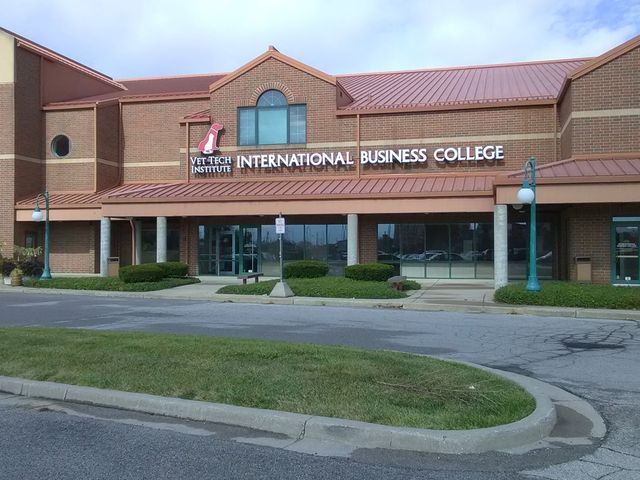 VET TECH
INSTITUTE
INTERNATIONAL BUSINESS COLLEGE